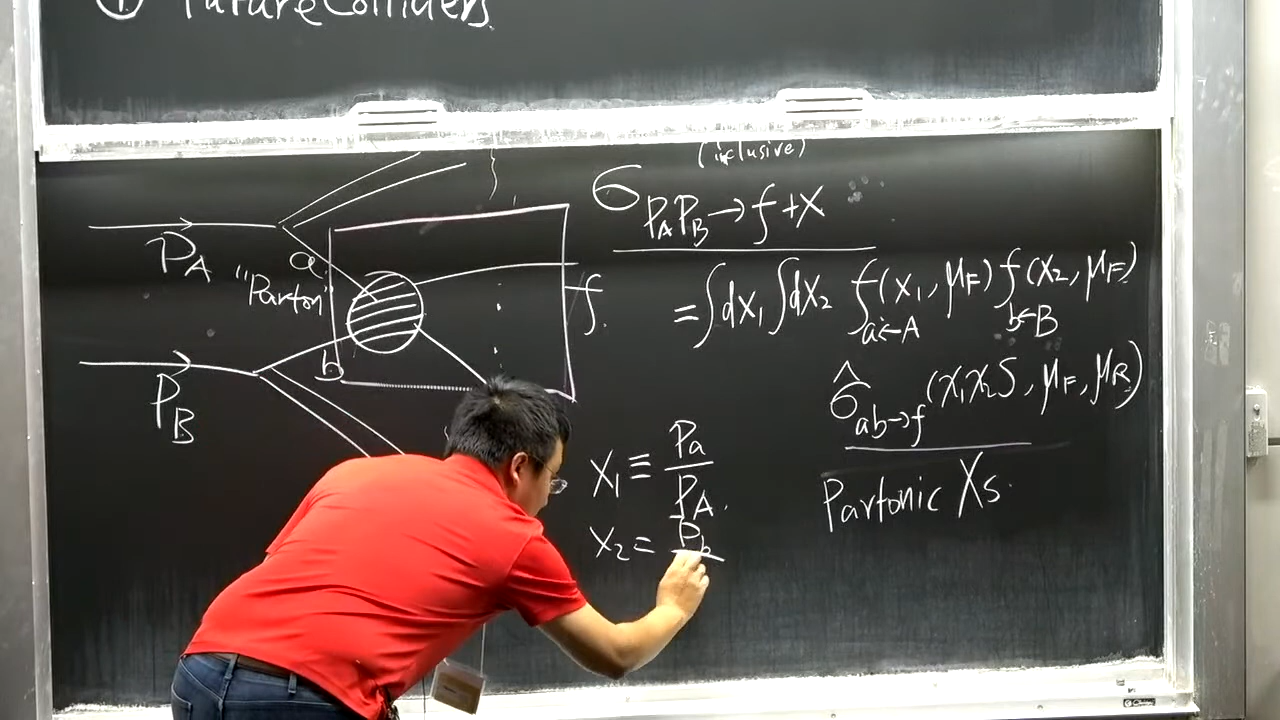 ① Future Colliders.
(inclusive)
σ_{P_A P_B → f + X}
= ∫dx₁ ∫dx₂ f_{a←A}(x₁, μ_F) f_{b←B}(x₂, μ_F)
σ̂_{ab→f}(x₁x₂S, μ_F, μ_R)
Partonic Xs.
P_A
a
"Parton"
f.
b
P_B
x₁ ≡ P_a / P_A.
x₂ = P_b